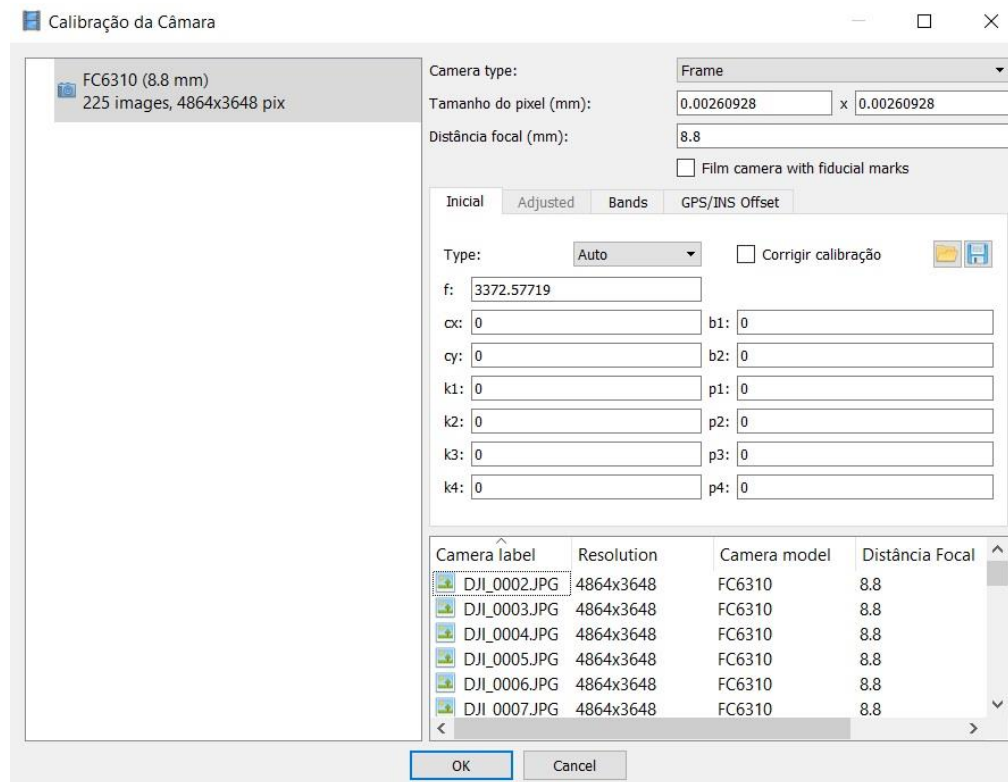 Calibração da Câmara
FC6310 (8.8 mm)
225 images, 4864x3648 pix
Camera type: Frame
Tamanho do pixel (mm): 0.00260928 x 0.00260928
Distância focal (mm): 8.8
Film camera with fiducial marks
Inicial Adjusted Bands GPS/INS Offset
Type: Auto Corrigir calibração
f: 3372.57719
cx: 0 b1: 0
cy: 0 b2: 0
k1: 0 p1: 0
k2: 0 p2: 0
k3: 0 p3: 0
k4: 0 p4: 0
Camera label Resolution Camera model Distância Focal
DJI_0002.JPG 4864x3648 FC6310 8.8
DJI_0003.JPG 4864x3648 FC6310 8.8
DJI_0004.JPG 4864x3648 FC6310 8.8
DJI_0005.JPG 4864x3648 FC6310 8.8
DJI_0006.JPG 4864x3648 FC6310 8.8
DJI_0007.JPG 4864x3648 FC6310 8.8
OK Cancel